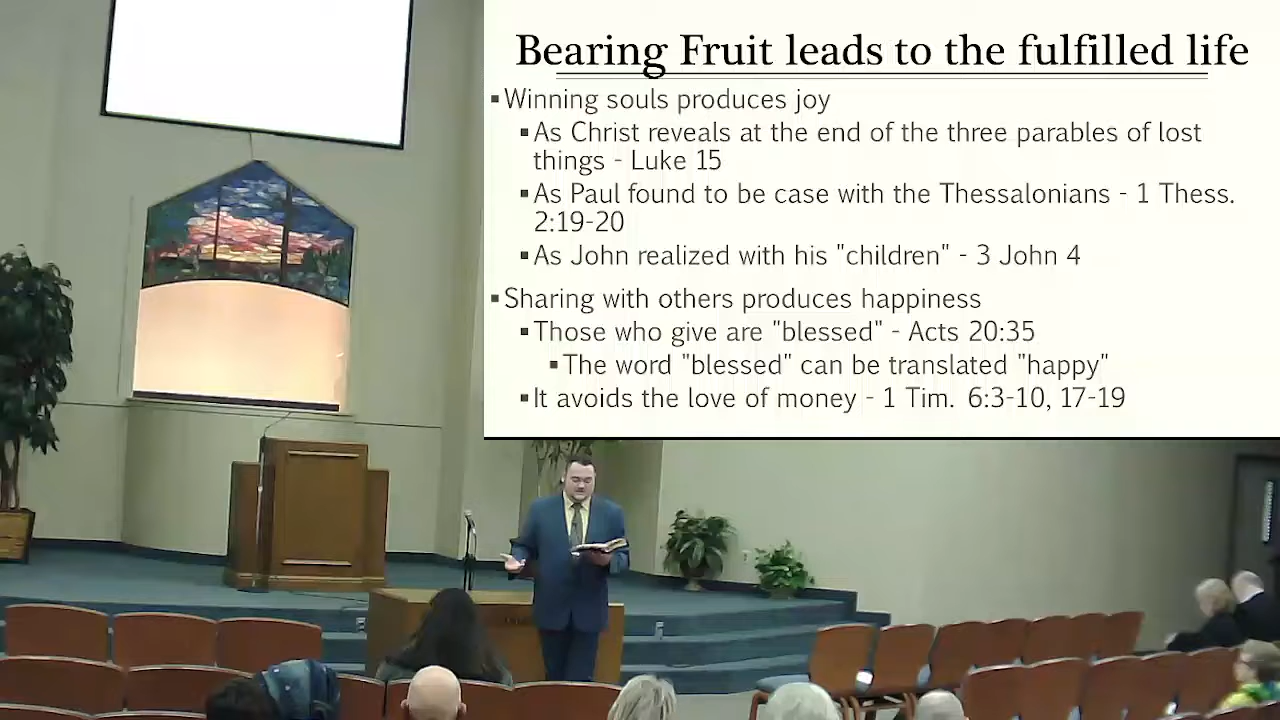 Bearing Fruit leads to the fulfilled life
▪Winning souls produces joy
▪As Christ reveals at the end of the three parables of lost
things - Luke 15
▪As Paul found to be case with the Thessalonians - 1 Thess.
2:19-20
▪As John realized with his "children" - 3 John 4
▪Sharing with others produces happiness
▪Those who give are "blessed" - Acts 20:35
▪The word "blessed" can be translated "happy"
▪It avoids the love of money - 1 Tim. 6:3-10, 17-19